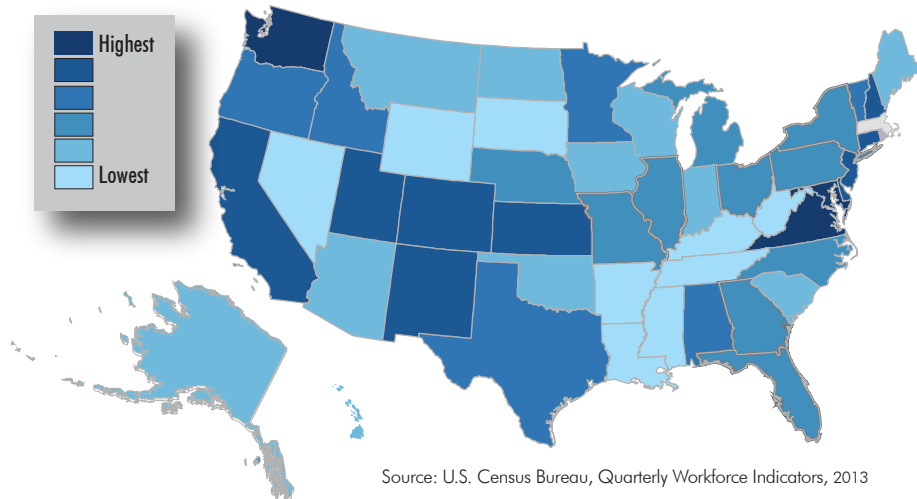 Highest
Lowest
Source: U.S. Census Bureau, Quarterly Workforce Indicators, 2013